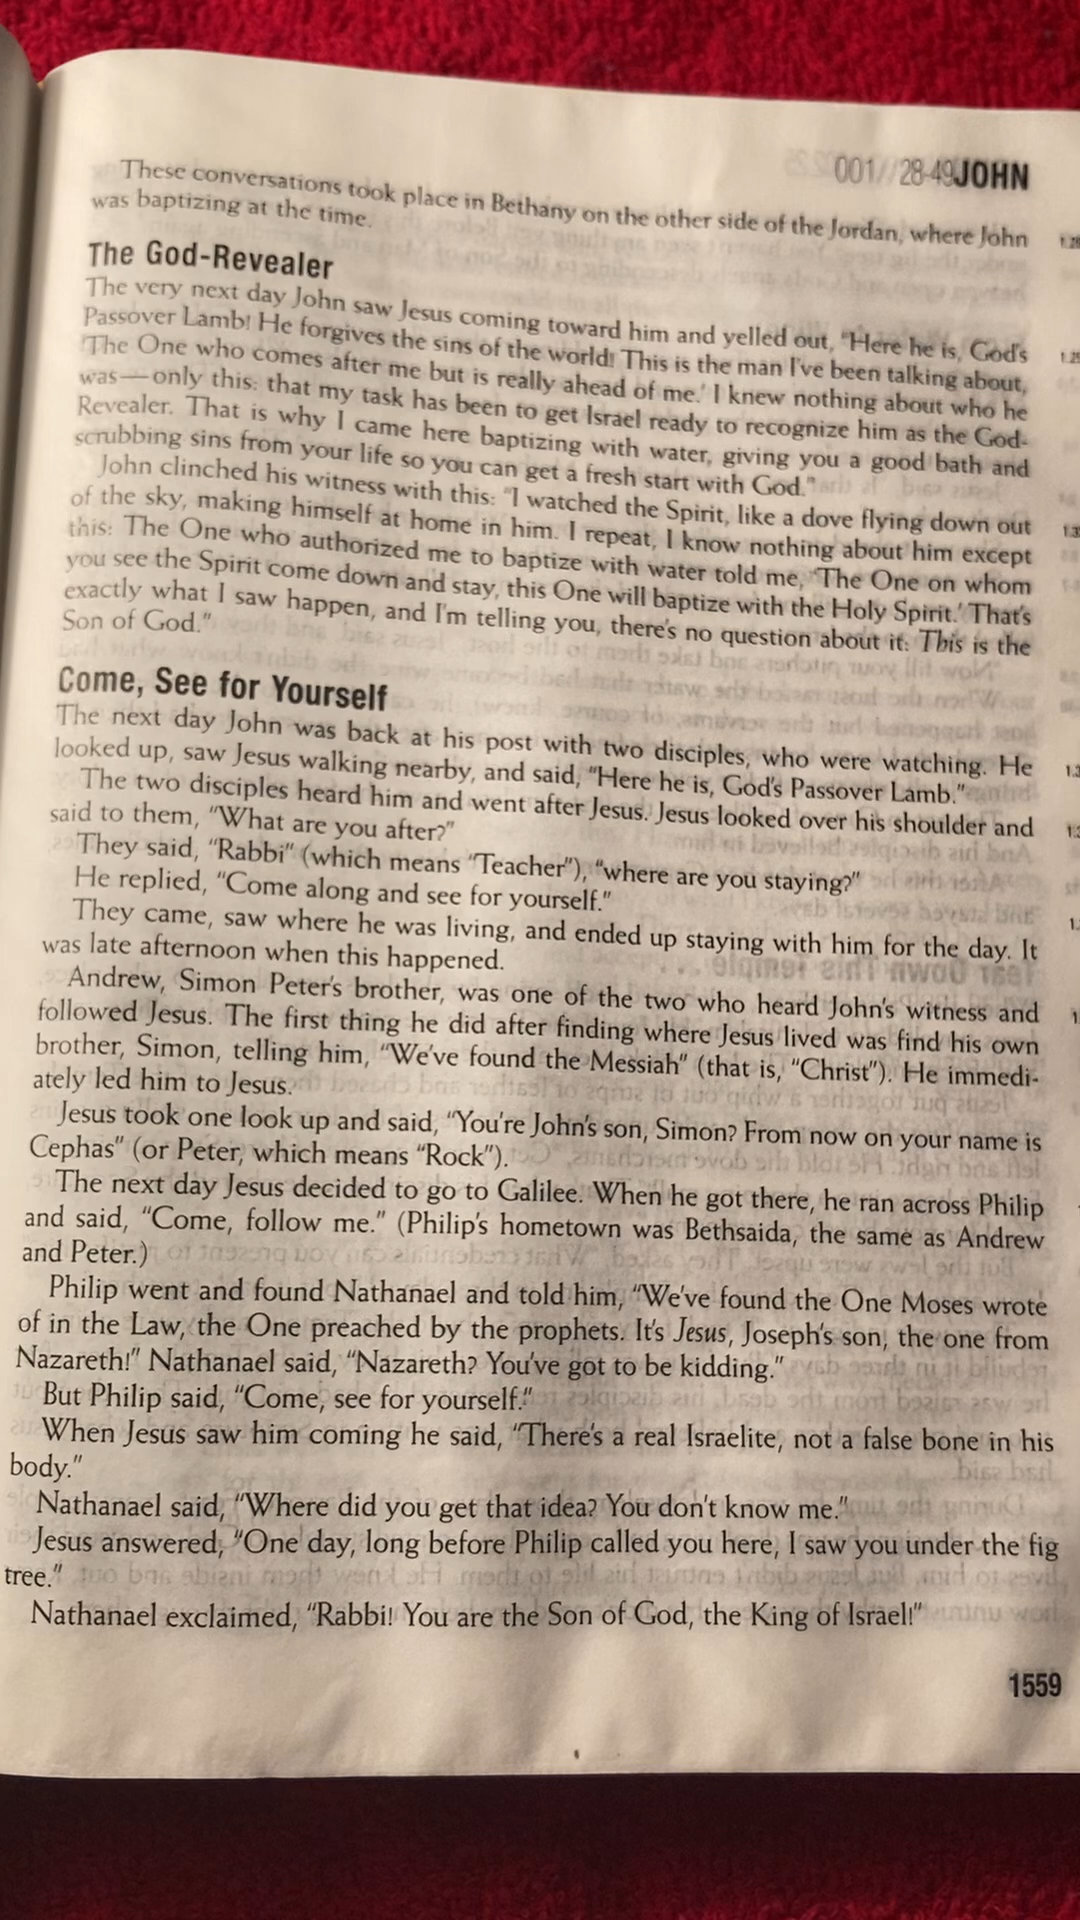 001//28-49JOHN
These conversations took place in Bethany on the other side of the Jordan, where John
was baptizing at the time.
The God-Revealer
The very next day John saw Jesus coming toward him and yelled out, "Here he is, God's
Passover Lamb! He forgives the sins of the world! This is the man I've been talking about,
'The One who comes after me but is really ahead of me.' I knew nothing about who he
was—only this: that my task has been to get Israel ready to recognize him as the God-
Revealer. That is why I came here baptizing with water, giving you a good bath and
scrubbing sins from your life so you can get a fresh start with God."
John clinched his witness with this: "I watched the Spirit, like a dove flying down out
of the sky, making himself at home in him. I repeat, I know nothing about him except
this: The One who authorized me to baptize with water told me, 'The One on whom
you see the Spirit come down and stay, this One will baptize with the Holy Spirit.' That's
exactly what I saw happen, and I'm telling you, there's no question about it: This is the
Son of God."
Come, See for Yourself
The next day John was back at his post with two disciples, who were watching. He
looked up, saw Jesus walking nearby, and said, "Here he is, God's Passover Lamb."
The two disciples heard him and went after Jesus. Jesus looked over his shoulder and
said to them, "What are you after?"
They said, "Rabbi" (which means "Teacher"), "where are you staying?"
He replied, "Come along and see for yourself."
They came, saw where he was living, and ended up staying with him for the day. It
was late afternoon when this happened.
Andrew, Simon Peter's brother, was one of the two who heard John's witness and
followed Jesus. The first thing he did after finding where Jesus lived was find his own
brother, Simon, telling him, "We've found the Messiah" (that is, "Christ"). He immedi-
ately led him to Jesus.
Jesus took one look up and said, "You're John's son, Simon? From now on your name is
Cephas" (or Peter, which means "Rock").
The next day Jesus decided to go to Galilee. When he got there, he ran across Philip
and said, "Come, follow me." (Philip's hometown was Bethsaida, the same as Andrew
and Peter.)
Philip went and found Nathanael and told him, "We've found the One Moses wrote
of in the Law, the One preached by the prophets. It's Jesus, Joseph's son, the one from
Nazareth!" Nathanael said, "Nazareth? You've got to be kidding."
But Philip said, "Come, see for yourself."
When Jesus saw him coming he said, "There's a real Israelite, not a false bone in his
body."
Nathanael said, "Where did you get that idea? You don't know me."
Jesus answered, "One day, long before Philip called you here, I saw you under the fig
tree."
Nathanael exclaimed, "Rabbi! You are the Son of God, the King of Israel!"
1559